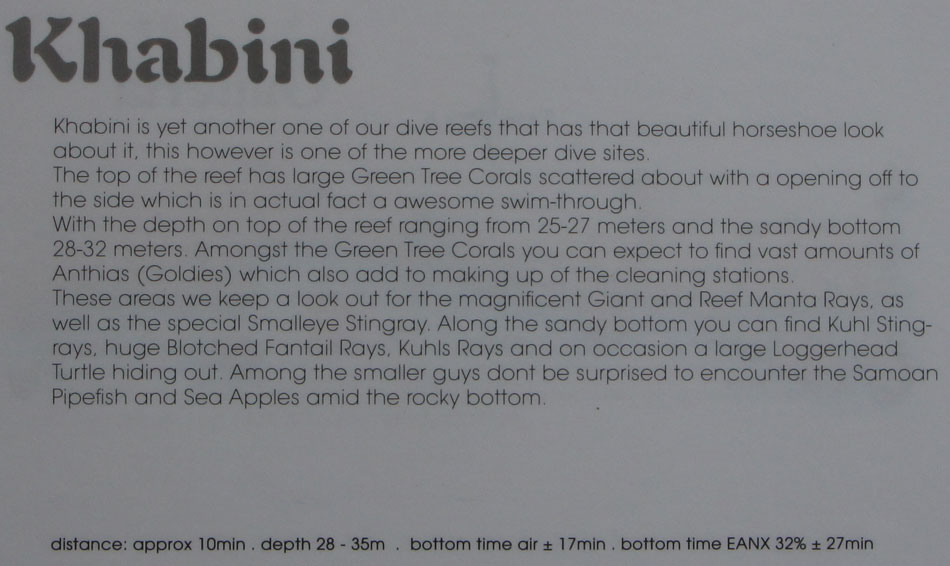 Khabini
Khabini is yet another one of our dive reefs that has that beautiful horseshoe look
about it, this however is one of the more deeper dive sites.
The top of the reef has large Green Tree Corals scattered about with a opening off to
the side which is in actual fact a awesome swim-through.
With the depth on top of the reef ranging from 25-27 meters and the sandy bottom
28-32 meters. Amongst the Green Tree Corals you can expect to find vast amounts of
Anthias (Goldies) which also add to making up of the cleaning stations.
These areas we keep a look out for the magnificent Giant and Reef Manta Rays, as
well as the special Smalleye Stingray. Along the sandy bottom you can find Kuhl Sting-
rays, huge Blotched Fantail Rays, Kuhls Rays and on occasion a large Loggerhead
Turtle hiding out. Among the smaller guys dont be surprised to encounter the Samoan
Pipefish and Sea Apples amid the rocky bottom.
distance: approx 10min . depth 28 - 35m . bottom time air ± 17min . bottom time EANX 32% ± 27min